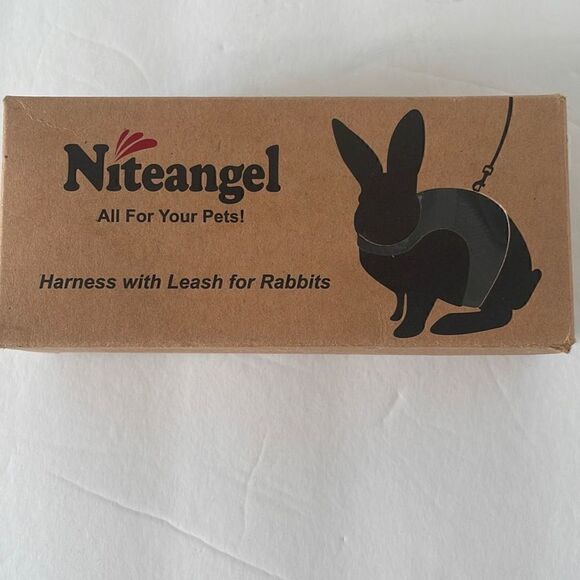 Niteangel
All For Your Pets!
Harness with Leash for Rabbits